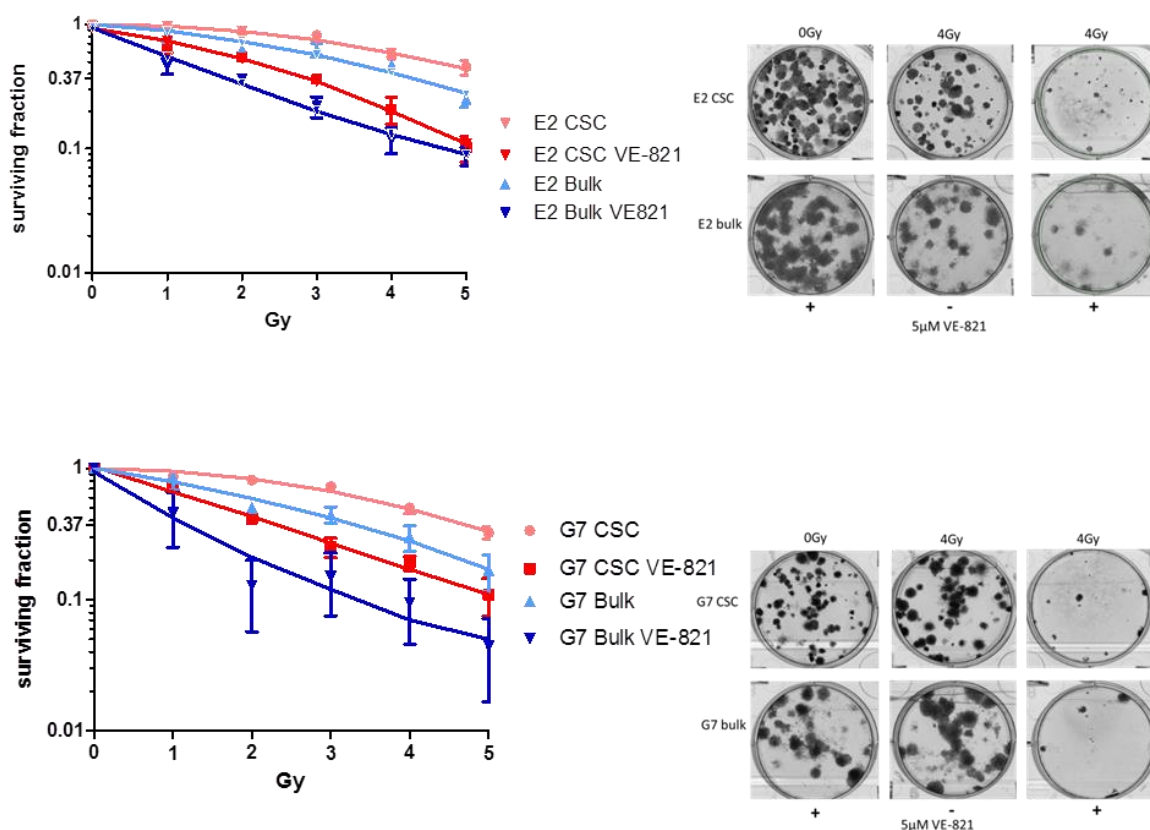 surviving fraction
1
0.37
0.1
0.01
0 1 2 3 4 5
Gy
E2 CSC
E2 CSC VE-821
E2 Bulk
E2 Bulk VE821
0Gy 4Gy 4Gy
E2 CSC
E2 bulk
+ - +
5µM VE-821
surviving fraction
1
0.37
0.1
0.01
0 1 2 3 4 5
Gy
G7 CSC
G7 CSC VE-821
G7 Bulk
G7 Bulk VE-821
0Gy 4Gy 4Gy
G7 CSC
G7 bulk
+ - +
5µM VE-821